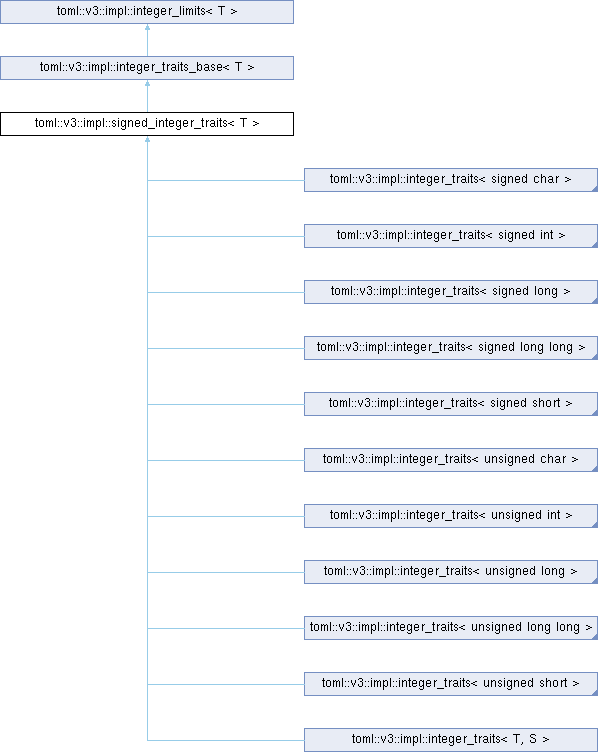 toml::v3::impl::integer_limits< T >
toml::v3::impl::integer_traits_base< T >
toml::v3::impl::signed_integer_traits< T >
toml::v3::impl::integer_traits< signed char >
toml::v3::impl::integer_traits< signed int >
toml::v3::impl::integer_traits< signed long >
toml::v3::impl::integer_traits< signed long long >
toml::v3::impl::integer_traits< signed short >
toml::v3::impl::integer_traits< unsigned char >
toml::v3::impl::integer_traits< unsigned int >
toml::v3::impl::integer_traits< unsigned long >
toml::v3::impl::integer_traits< unsigned long long >
toml::v3::impl::integer_traits< unsigned short >
toml::v3::impl::integer_traits< T, S >